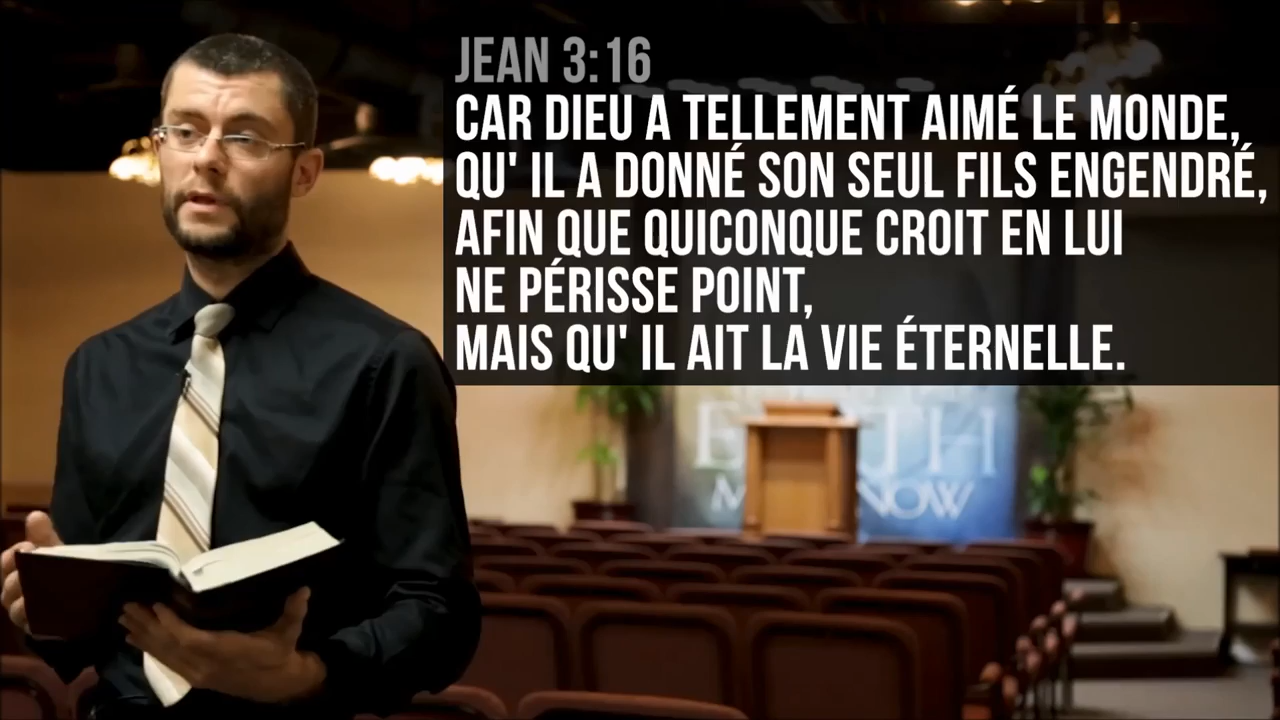 JEAN 3:16
CAR DIEU A TELLEMENT AIMÉ LE MONDE,
QU' IL A DONNÉ SON SEUL FILS ENGENDRÉ,
AFIN QUE QUICONQUE CROIT EN LUI
NE PÉRISSE POINT,
MAIS QU' IL AIT LA VIE ÉTERNELLE.
NOW